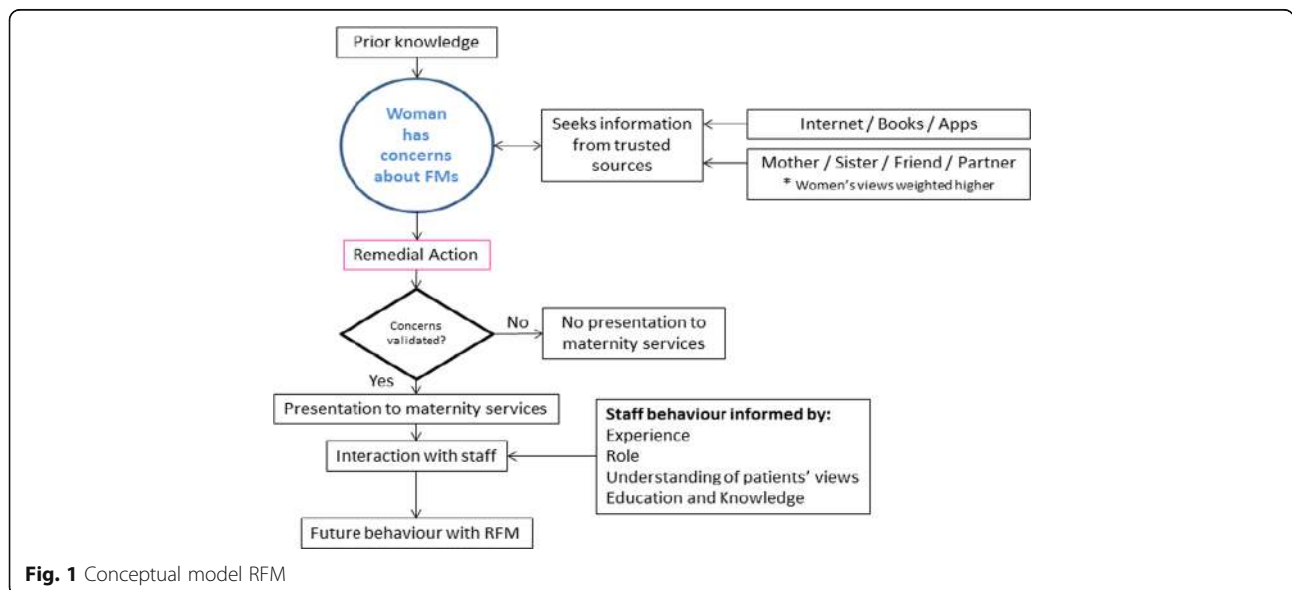 Prior knowledge
Woman
has
concerns
about FMs
Seeks information
from trusted
sources
Internet / Books / Apps
Mother / Sister / Friend / Partner
* Women's views weighted higher
Remedial Action
Concerns
validated?
No
No presentation to
maternity services
Yes
Presentation to maternity services
Interaction with staff
Staff behaviour informed by:
Experience
Role
Understanding of patients' views
Education and Knowledge
Future behaviour with RFM
Fig. 1 Conceptual model RFM